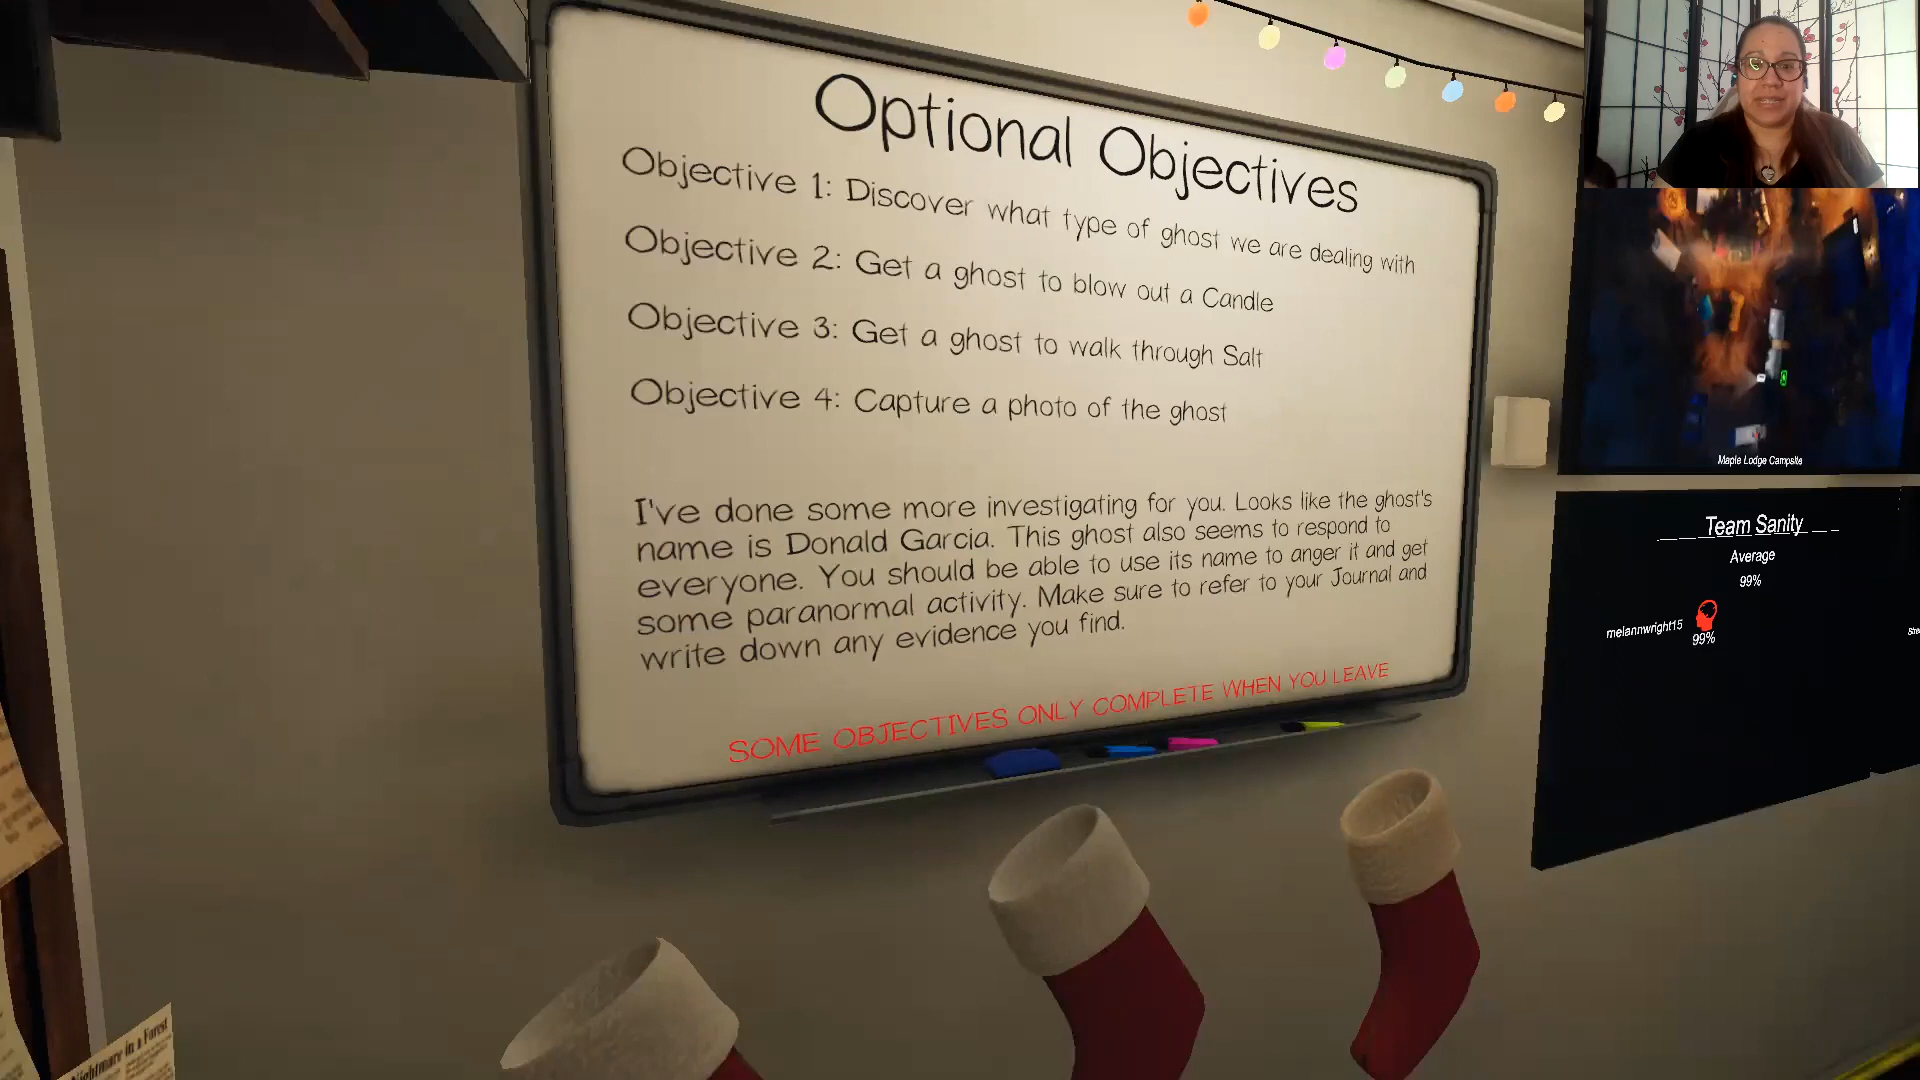 Optional Objectives
Objective 1: Discover what type of ghost we are dealing with
Objective 2: Get a ghost to blow out a Candle
Objective 3: Get a ghost to walk through Salt
Objective 4: Capture a photo of the ghost
I've done some more investigating for you. Looks like the ghost's
name is Donald Garcia. This ghost also seems to respond to
everyone. You should be able to use its name to anger it and get
some paranormal activity. Make sure to refer to your Journal and
write down any evidence you find.
SOME OBJECTIVES ONLY COMPLETE WHEN YOU LEAVE
Maple Lodge Campsite
Team Sanity
Average
99%
melannwright15
99%
Nightmare in a Forest